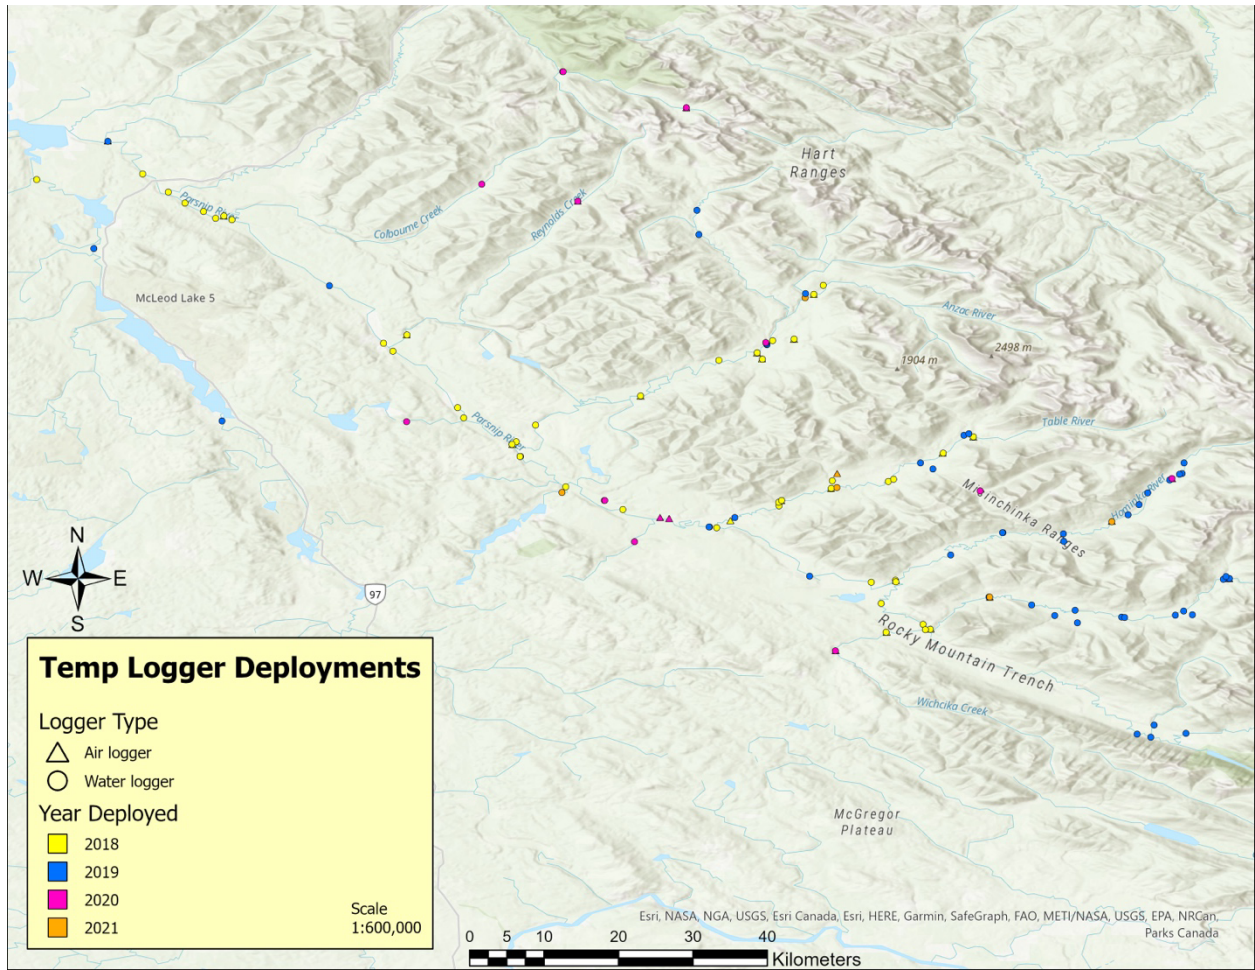 Hart
Ranges
Parsnip River
Colbourne Creek
Reynolds Creek
McLeod Lake 5
Anzac River
2498 m
1904 m
Parsnip River
Table River
Misinchinka Ranges
Hominka River
N
W
E
S
97
Rocky Mountain Trench
Wichcika Creek
McGregor
Plateau
Temp Logger Deployments
Logger Type
Air logger
Water logger
Year Deployed
2018
2019
2020
2021
Scale
1:600,000
Esri, NASA, NGA, USGS, Esri Canada, Esri, HERE, Garmin, SafeGraph, FAO, METI/NASA, USGS, EPA, NRCan,
Parks Canada
0 5 10 20 30 40
Kilometers